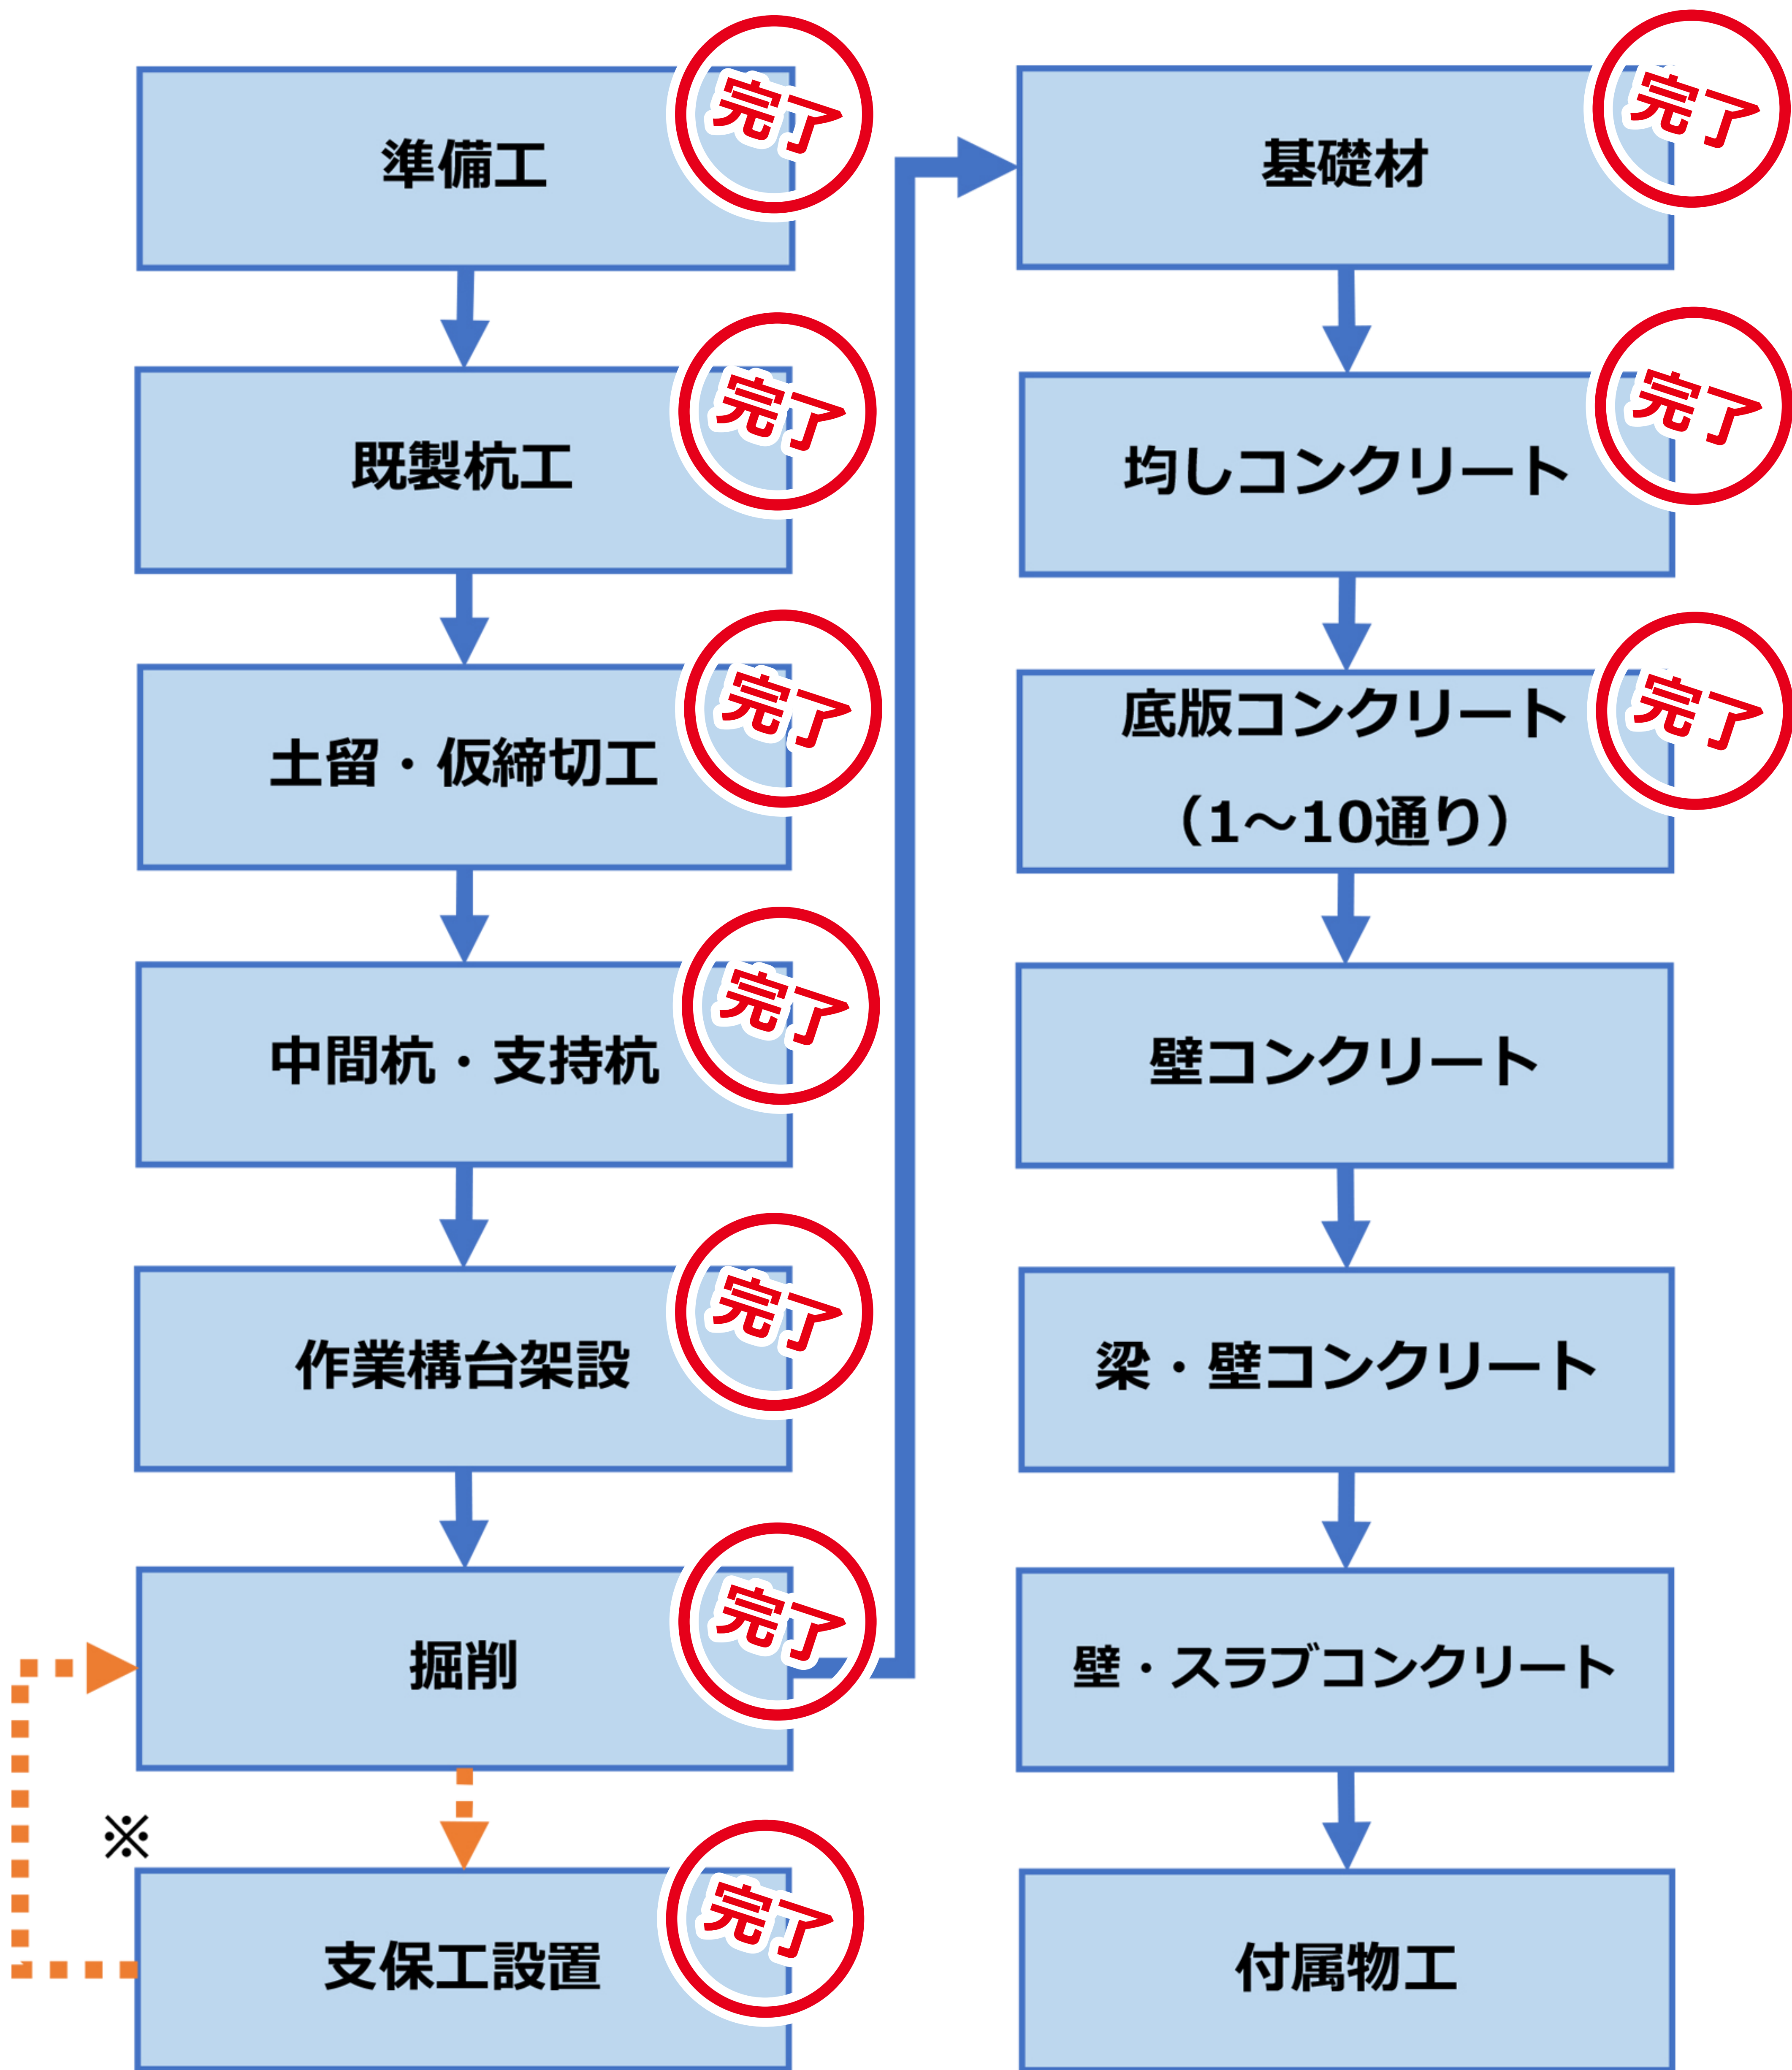 準備工
完了
既製杭工
完了
土留・仮締切工
完了
中間杭・支持杭
完了
作業構台架設
完了
掘削
完了
※
支保工設置
完了
基礎材
完了
均しコンクリート
完了
底版コンクリート
（1～10通り）
完了
壁コンクリート
梁・壁コンクリート
壁・スラブコンクリート
付属物工